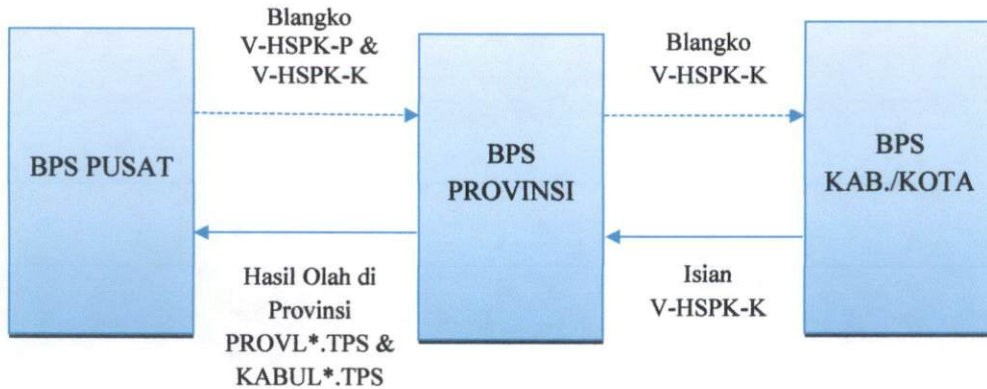 Blangko
V-HSPK-P &
V-HSPK-K
Blangko
V-HSPK-K
BPS PUSAT
BPS
PROVINSI
BPS
KAB./KOTA
Hasil Olah di
Provinsi
PROVL*.TPS &
KABUL*.TPS
Isian
V-HSPK-K